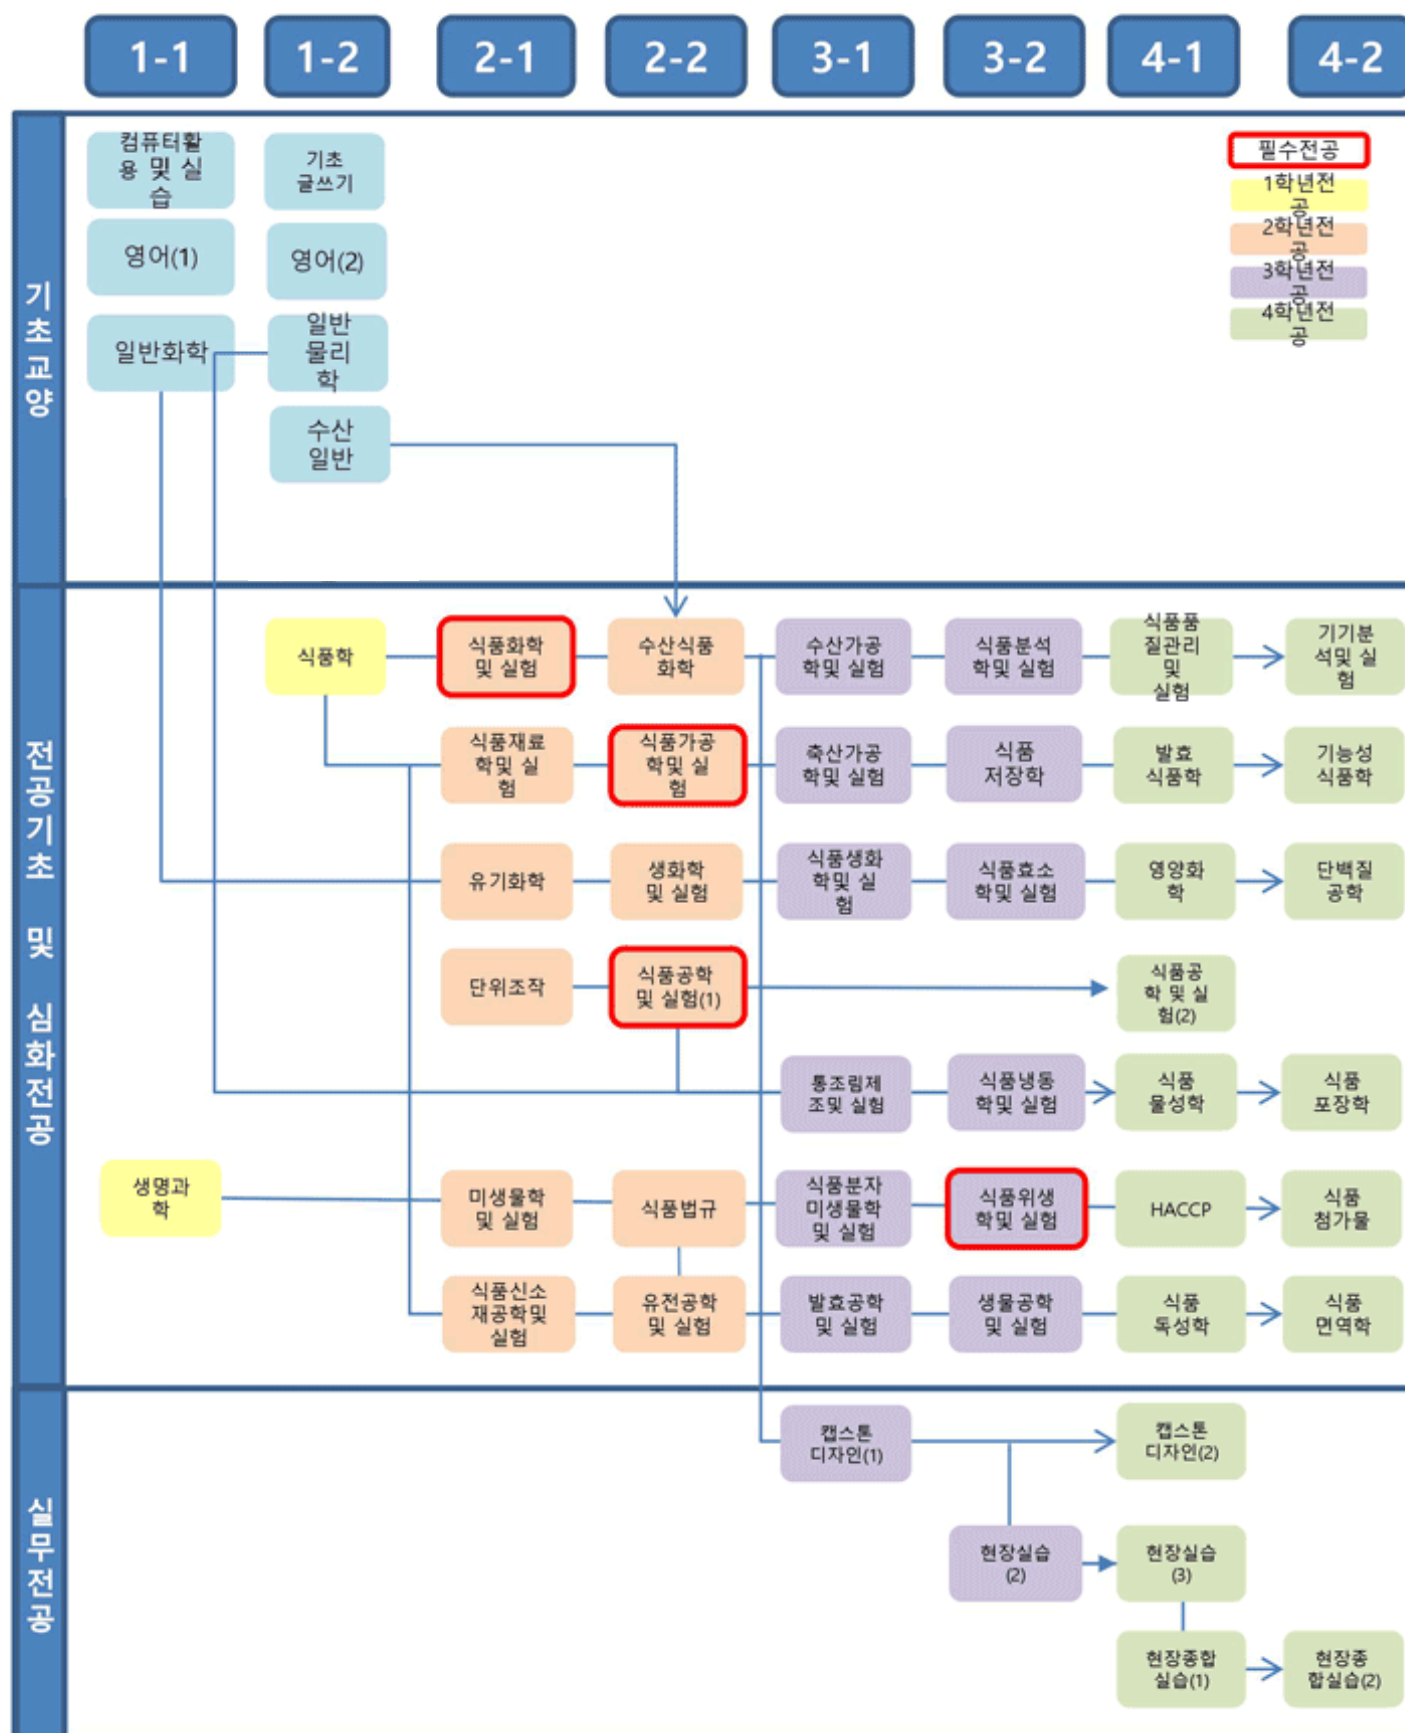 1-1
1-2
2-1
2-2
3-1
3-2
4-1
4-2
기초교양
컴퓨터활
용 및 실
습
기초
글쓰기
필수전공
1학년전
공
2학년전
공
3학년전
공
4학년전
공
영어(1)
영어(2)
일반화학
일반
물리
학
수산
일반
전공기초 및 심화전공
식품학
식품화학
및 실험
수산식품
화학
수산가공
학및 실험
식품분석
학및 실험
식품품
질관리
및
실험
기기분
석및 실
험
식품재료
학및 실
험
식품가공
학및 실
험
축산가공
학및 실험
식품
저장학
발효
식품학
기능성
식품학
유기화학
생화학
및 실험
식품생화
학및 실
험
식품효소
학및 실험
영양화
학
단백질
공학
단위조작
식품공학
및 실험(1)
식품공
학 및 실
험(2)
통조림제
조및 실험
식품냉동
학및 실험
식품
물성학
식품
포장학
생명과
학
미생물학
및 실험
식품법규
식품분자
미생물학
및 실험
식품위생
학및 실험
HACCP
식품
첨가물
식품신소
재공학및
실험
유전공학
및 실험
발효공학
및 실험
생물공학
및 실험
식품
독성학
식품
면역학
실무전공
캡스톤
디자인(1)
캡스톤
디자인(2)
현장실습
(2)
현장실습
(3)
현장종합
실습(1)
현장종
합실습(2)